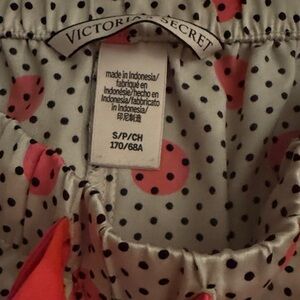 VICTORIA'S SECRET
made in Indonesia/
fabriqué en
Indonésie/hecho en
Indonesia/fabbricato
in Indonesia/
印尼制造
S/P/CH
170/68A